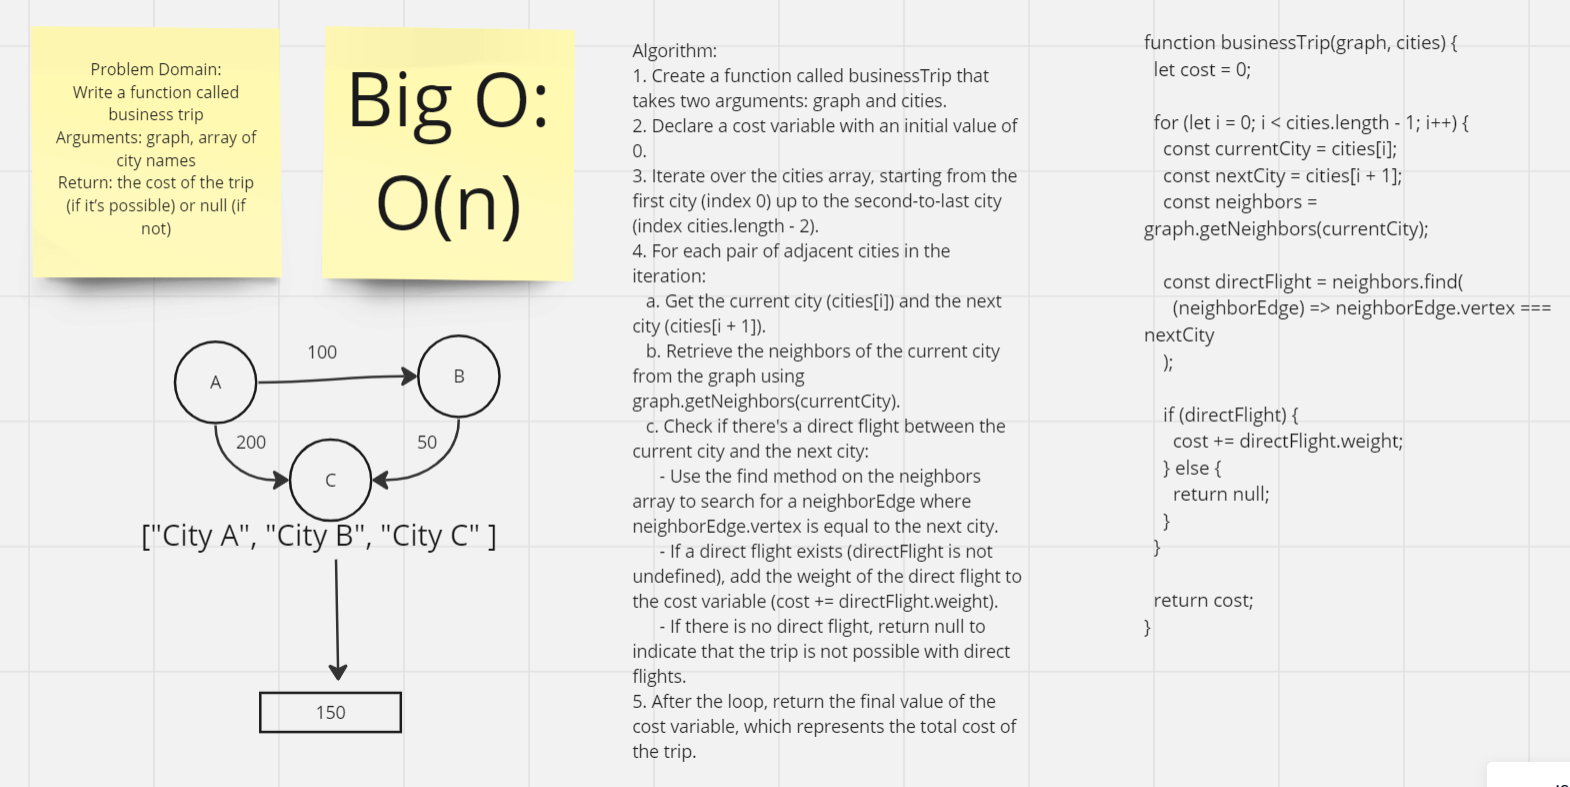 Problem Domain:
Write a function called
business trip
Arguments: graph, array of
city names
Return: the cost of the trip
(if it’s possible) or null (if
not)
Big O:
O(n)
100
A
B
200
50
C
["City A", "City B", "City C" ]
150
Algorithm:
1. Create a function called businessTrip that
takes two arguments: graph and cities.
2. Declare a cost variable with an initial value of
0.
3. Iterate over the cities array, starting from the
first city (index 0) up to the second-to-last city
(index cities.length - 2).
4. For each pair of adjacent cities in the
iteration:
a. Get the current city (cities[i]) and the next
city (cities[i + 1]).
b. Retrieve the neighbors of the current city
from the graph using
graph.getNeighbors(currentCity).
c. Check if there's a direct flight between the
current city and the next city:
- Use the find method on the neighbors
array to search for a neighborEdge where
neighborEdge.vertex is equal to the next city.
- If a direct flight exists (directFlight is not
undefined), add the weight of the direct flight to
the cost variable (cost += directFlight.weight).
- If there is no direct flight, return null to
indicate that the trip is not possible with direct
flights.
5. After the loop, return the final value of the
cost variable, which represents the total cost of
the trip.
function businessTrip(graph, cities) {
let cost = 0;
for (let i = 0; i < cities.length - 1; i++) {
const currentCity = cities[i];
const nextCity = cities[i + 1];
const neighbors =
graph.getNeighbors(currentCity);
const directFlight = neighbors.find(
(neighborEdge) => neighborEdge.vertex ===
nextCity
);
if (directFlight) {
cost += directFlight.weight;
} else {
return null;
}
}
return cost;
}